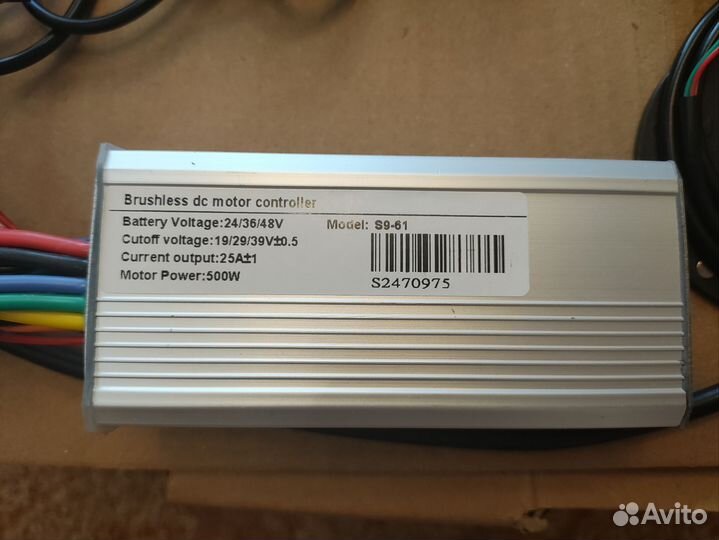 Brushless dc motor controller
Battery Voltage:24/36/48V Model: S9-61
Cutoff voltage:19/29/39V±0.5
Current output:25A±1
Motor Power:500W
S2470975
Avito